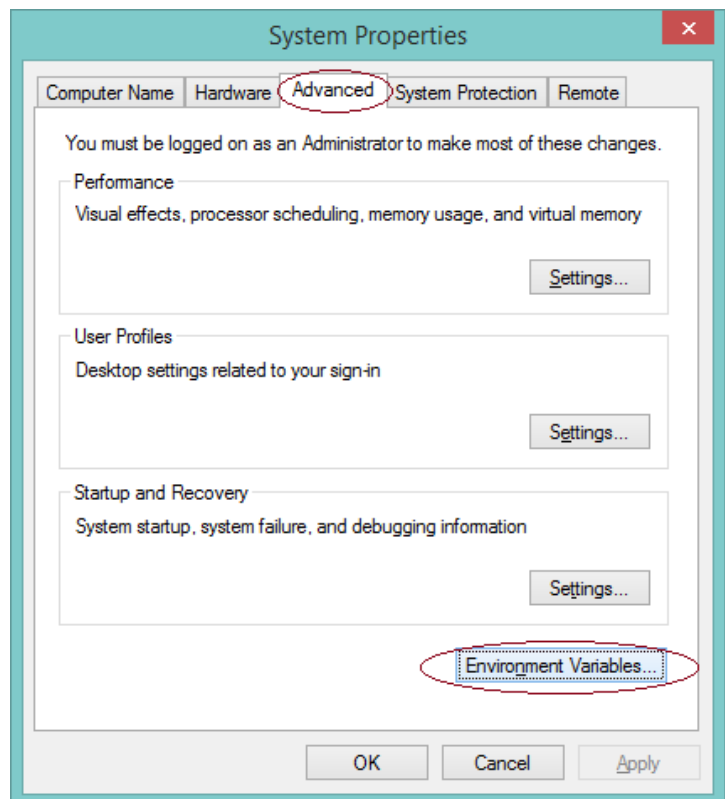 System Properties
Computer Name Hardware Advanced System Protection Remote
You must be logged on as an Administrator to make most of these changes.
Performance
Visual effects, processor scheduling, memory usage, and virtual memory
Settings...
User Profiles
Desktop settings related to your sign-in
Settings...
Startup and Recovery
System startup, system failure, and debugging information
Settings...
Environment Variables...
OK Cancel Apply